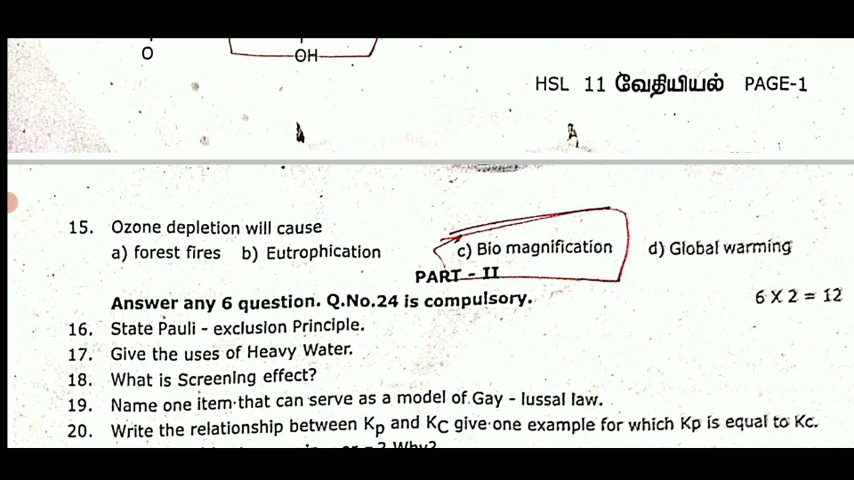 O
OH
HSL 11 வேதியியல் PAGE-1
15. Ozone depletion will cause
a) forest fires b) Eutrophication c) Bio magnification d) Global warming
PART - II
Answer any 6 question. Q.No.24 is compulsory. 6 X 2 = 12
16. State Pauli - exclusion Principle.
17. Give the uses of Heavy Water.
18. What is Screening effect?
19. Name one item that can serve as a model of Gay - lussal law.
20. Write the relationship between Kp and KC give one example for which Kp is equal to Kc.
Why?